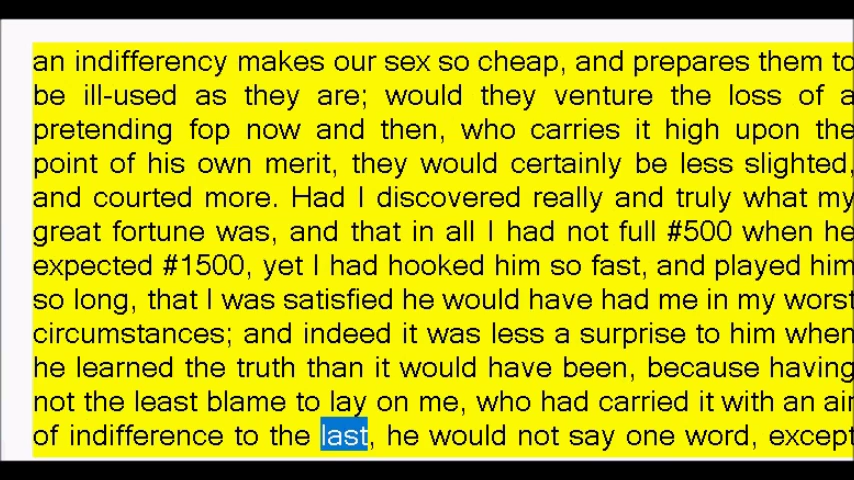 an indifferency makes our sex so cheap, and prepares them to
be ill-used as they are; would they venture the loss of a
pretending fop now and then, who carries it high upon the
point of his own merit, they would certainly be less slighted,
and courted more. Had I discovered really and truly what my
great fortune was, and that in all I had not full #500 when he
expected #1500, yet I had hooked him so fast, and played him
so long, that I was satisfied he would have had me in my worst
circumstances; and indeed it was less a surprise to him when
he learned the truth than it would have been, because having
not the least blame to lay on me, who had carried it with an air
of indifference to the last, he would not say one word, except